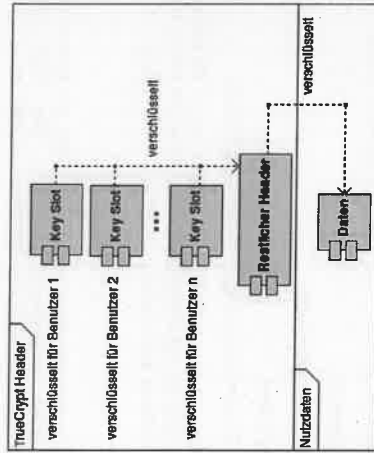 TrueCrypt Header
verschlüsselt für Benutzer 1
Key Slot
verschlüsselt für Benutzer 2
Key Slot
...
verschlüsselt für Benutzer n
Key Slot
verschlüsselt
Restlicher Header
Nutzdaten
verschlüsselt
Daten